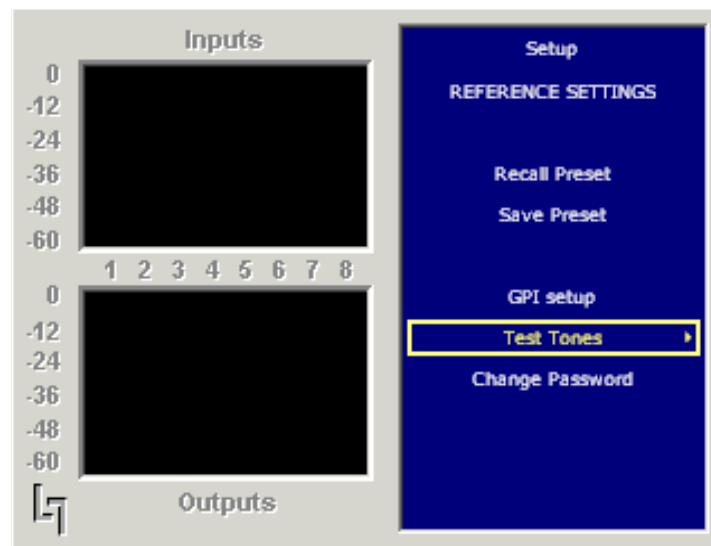 Inputs
0
-12
-24
-36
-48
-60
1 2 3 4 5 6 7 8
0
-12
-24
-36
-48
-60
Outputs
Setup
REFERENCE SETTINGS
Recall Preset
Save Preset
GPI setup
Test Tones
Change Password